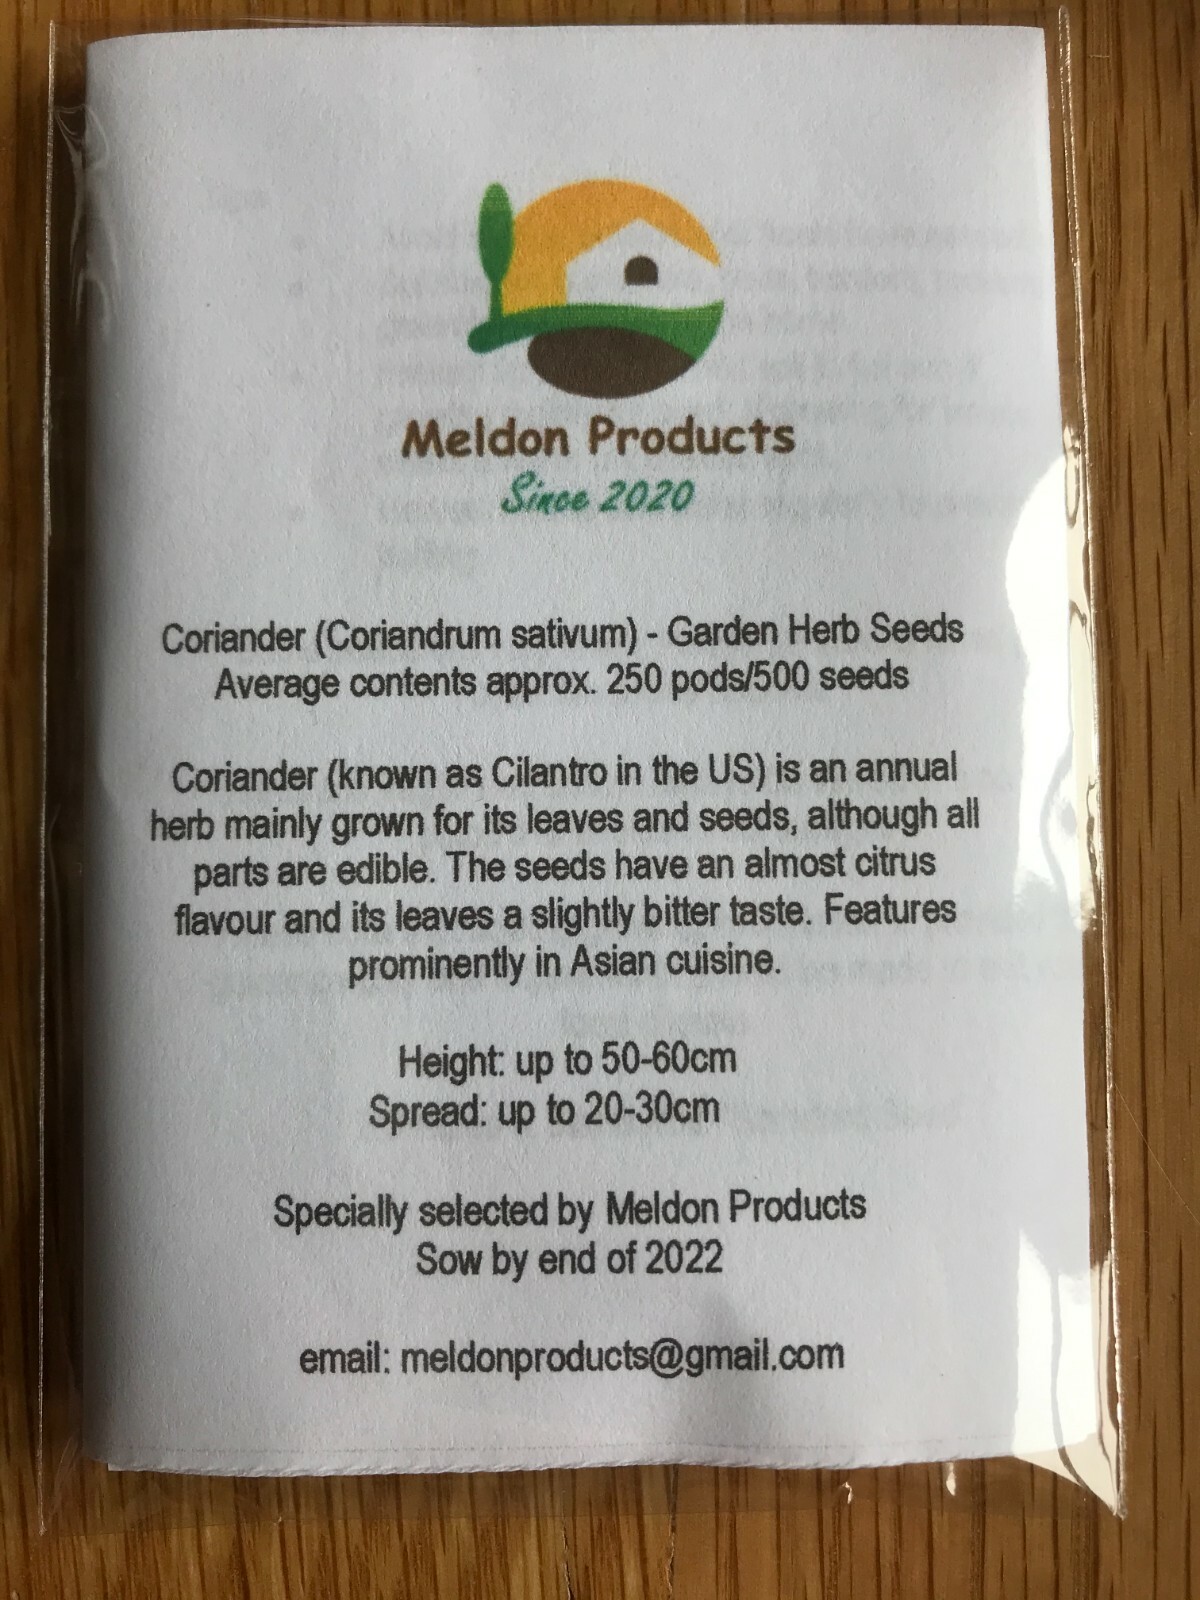 Meldon Products
Since 2020
Coriander (Coriandrum sativum) - Garden Herb Seeds
Average contents approx. 250 pods/500 seeds
Coriander (known as Cilantro in the US) is an annual
herb mainly grown for its leaves and seeds, although all
parts are edible. The seeds have an almost citrus
flavour and its leaves a slightly bitter taste. Features
prominently in Asian cuisine.
Height: up to 50-60cm
Spread: up to 20-30cm
Specially selected by Meldon Products
Sow by end of 2022
email: meldonproducts@gmail.com